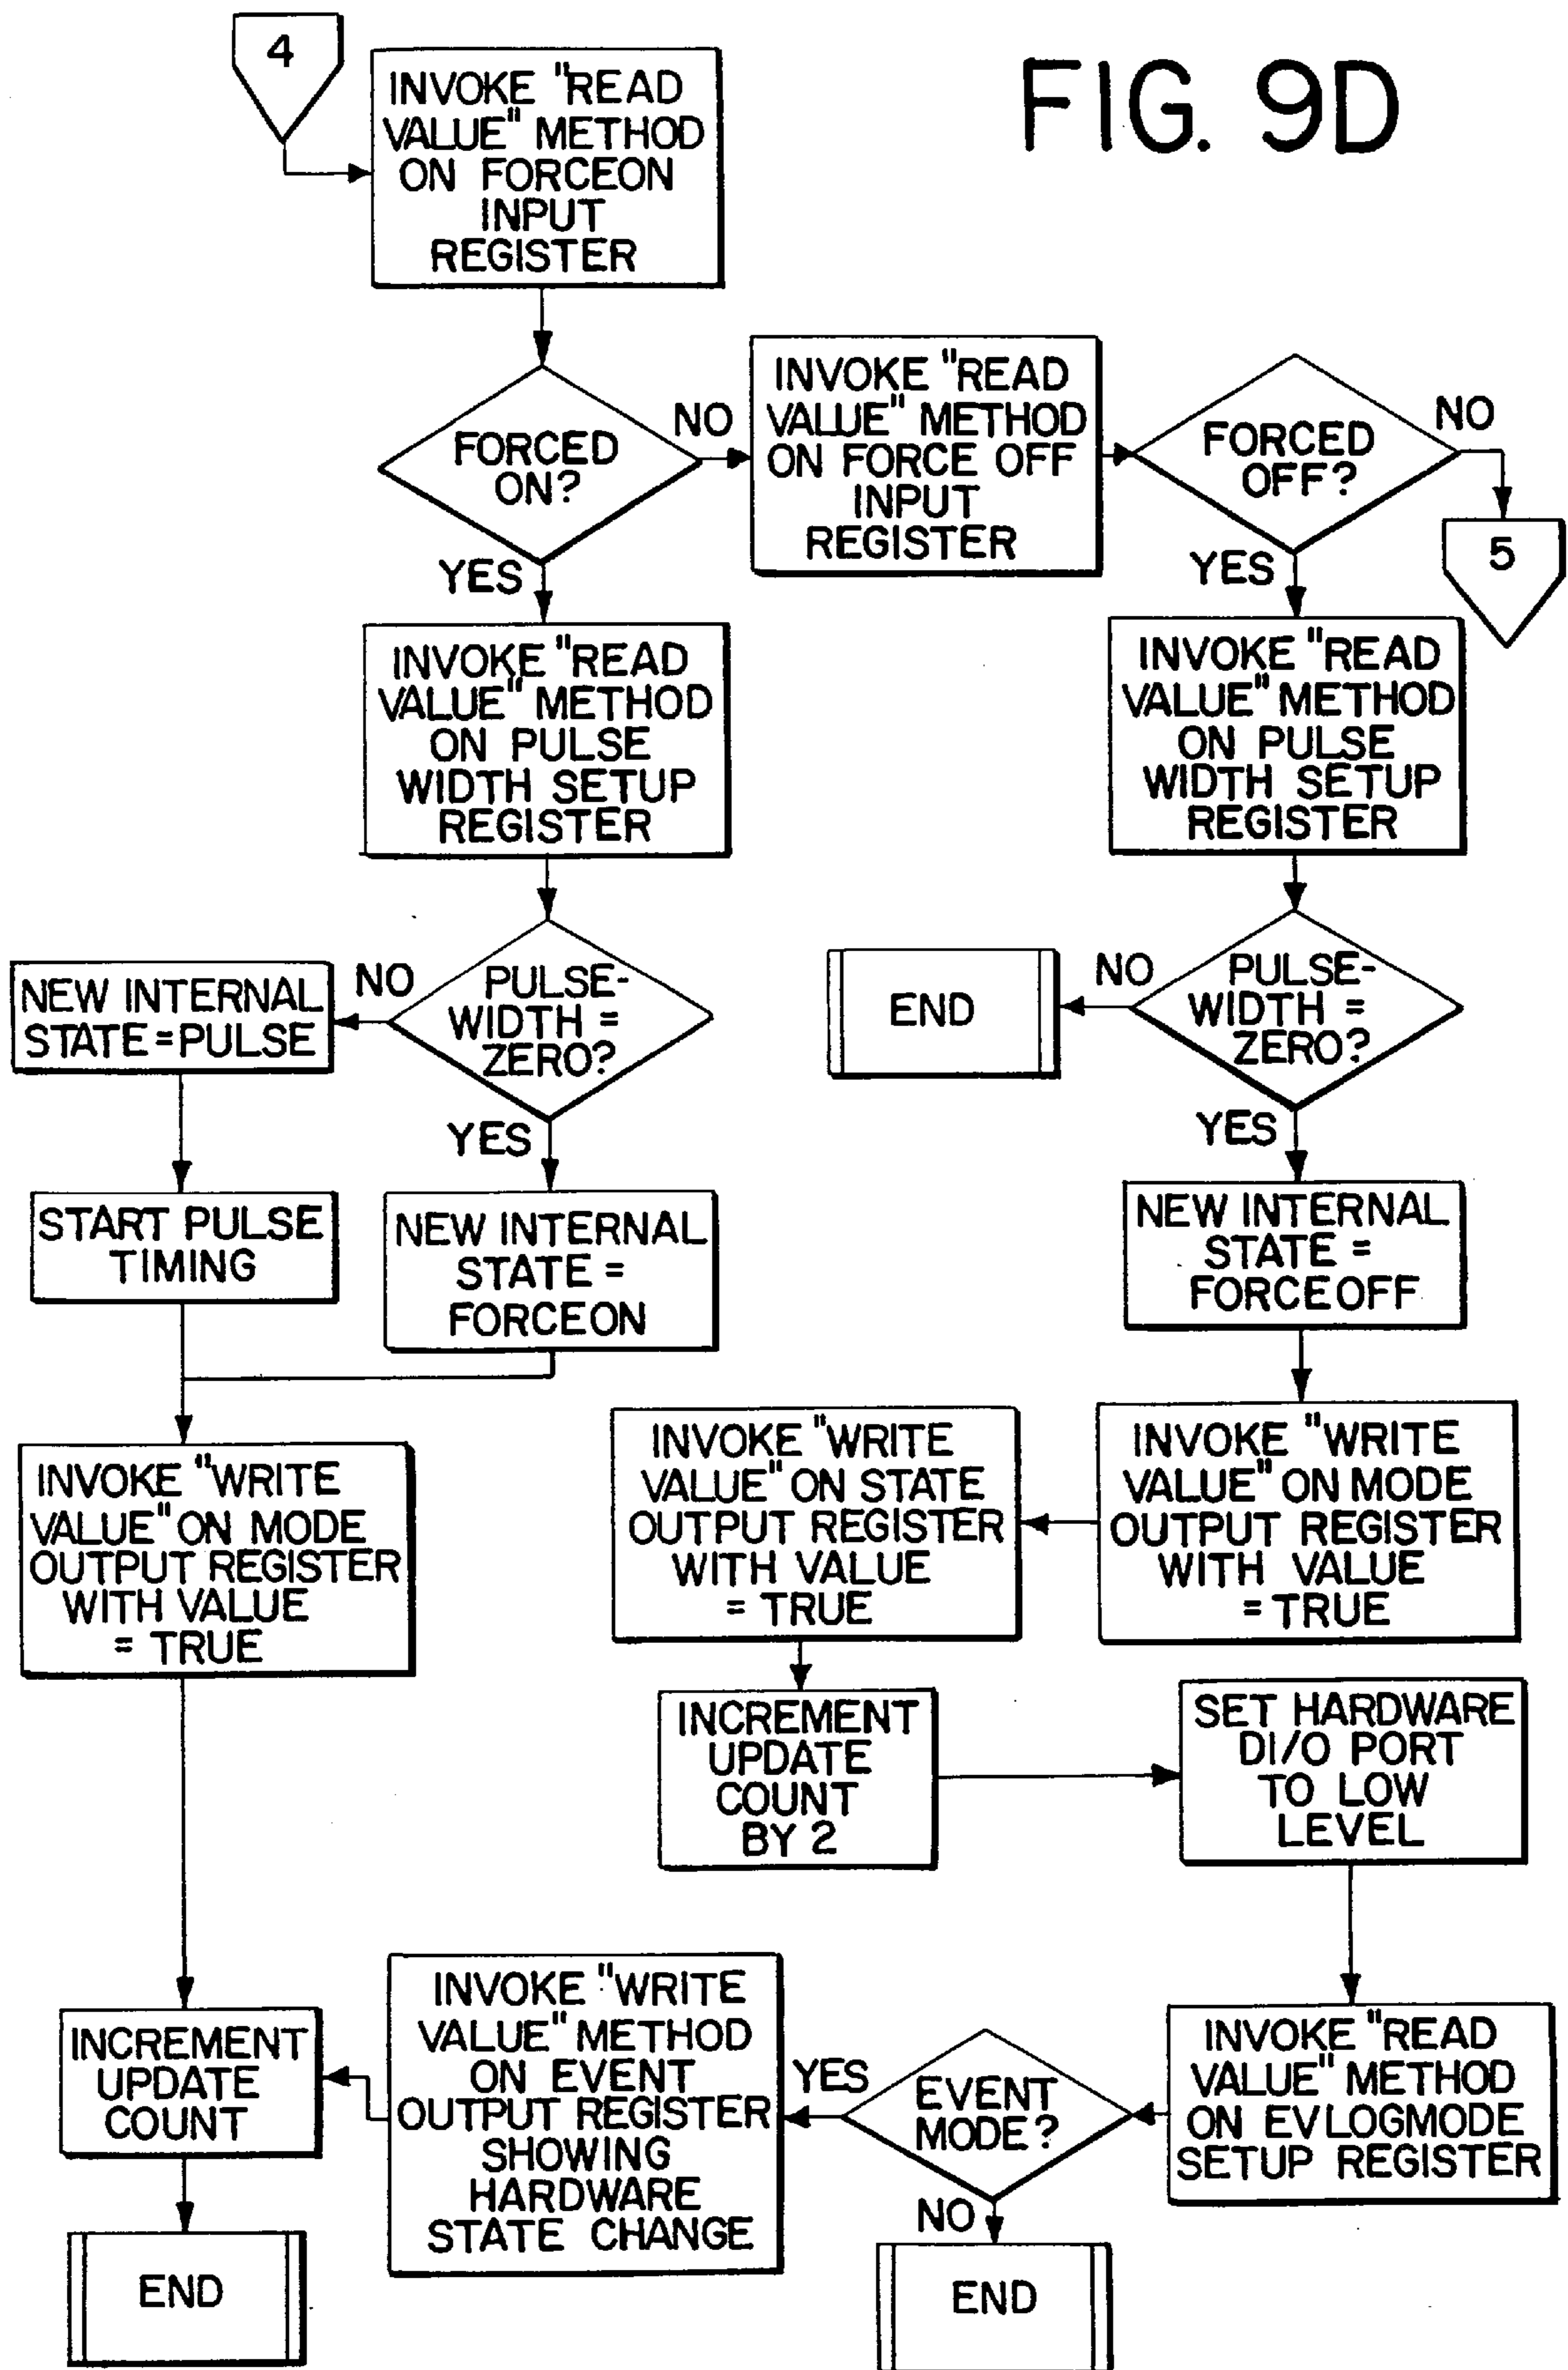 4
FIG. 9D
INVOKE "READ
VALUE" METHOD
ON FORCEON
INPUT
REGISTER
FORCED
ON?
NO
YES
INVOKE "READ
VALUE" METHOD
ON FORCE OFF
INPUT
REGISTER
FORCED
OFF?
NO
YES
5
INVOKE "READ
VALUE" METHOD
ON PULSE
WIDTH SETUP
REGISTER
INVOKE "READ
VALUE" METHOD
ON PULSE
WIDTH SETUP
REGISTER
PULSE-
WIDTH =
ZERO?
NO
YES
NEW INTERNAL
STATE=PULSE
START PULSE
TIMING
NEW INTERNAL
STATE =
FORCEON
PULSE-
WIDTH =
ZERO?
NO
YES
END
NEW INTERNAL
STATE =
FORCEOFF
INVOKE "WRITE
VALUE" ON MODE
OUTPUT REGISTER
WITH VALUE
= TRUE
INVOKE "WRITE
VALUE" ON STATE
OUTPUT REGISTER
WITH VALUE
= TRUE
INVOKE "WRITE
VALUE" ON MODE
OUTPUT REGISTER
WITH VALUE
= TRUE
INCREMENT
UPDATE
COUNT
BY 2
SET HARDWARE
DI/O PORT
TO LOW
LEVEL
INCREMENT
UPDATE
COUNT
INVOKE "WRITE
VALUE" METHOD
ON EVENT
OUTPUT REGISTER
SHOWING
HARDWARE
STATE CHANGE
YES
EVENT
MODE?
NO
INVOKE "READ
VALUE" METHOD
ON EVLOGMODE
SETUP REGISTER
END
END